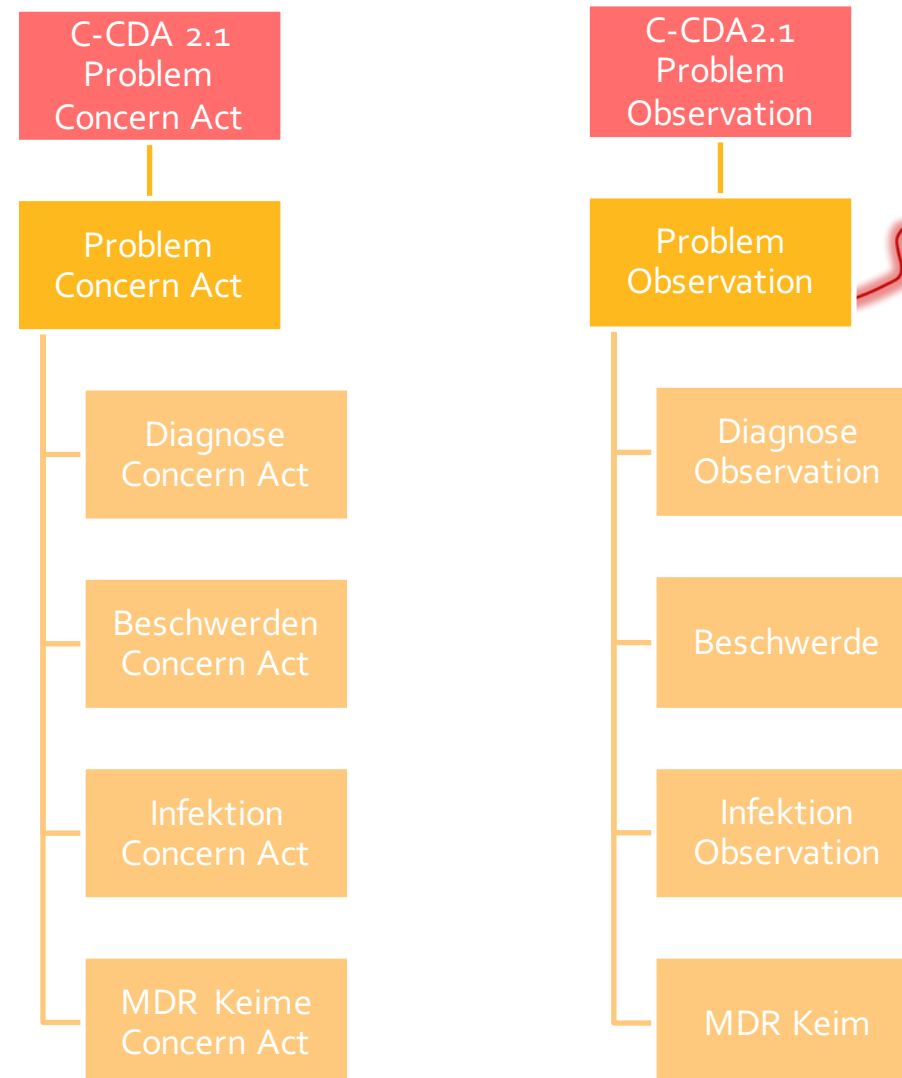 C-CDA 2.1
Problem
Concern Act
Problem
Concern Act
Diagnose
Concern Act
Beschwerden
Concern Act
Infektion
Concern Act
MDR Keime
Concern Act
C-CDA2.1
Problem
Observation
Problem
Observation
Diagnose
Observation
Beschwerde
Infektion
Observation
MDR Keim